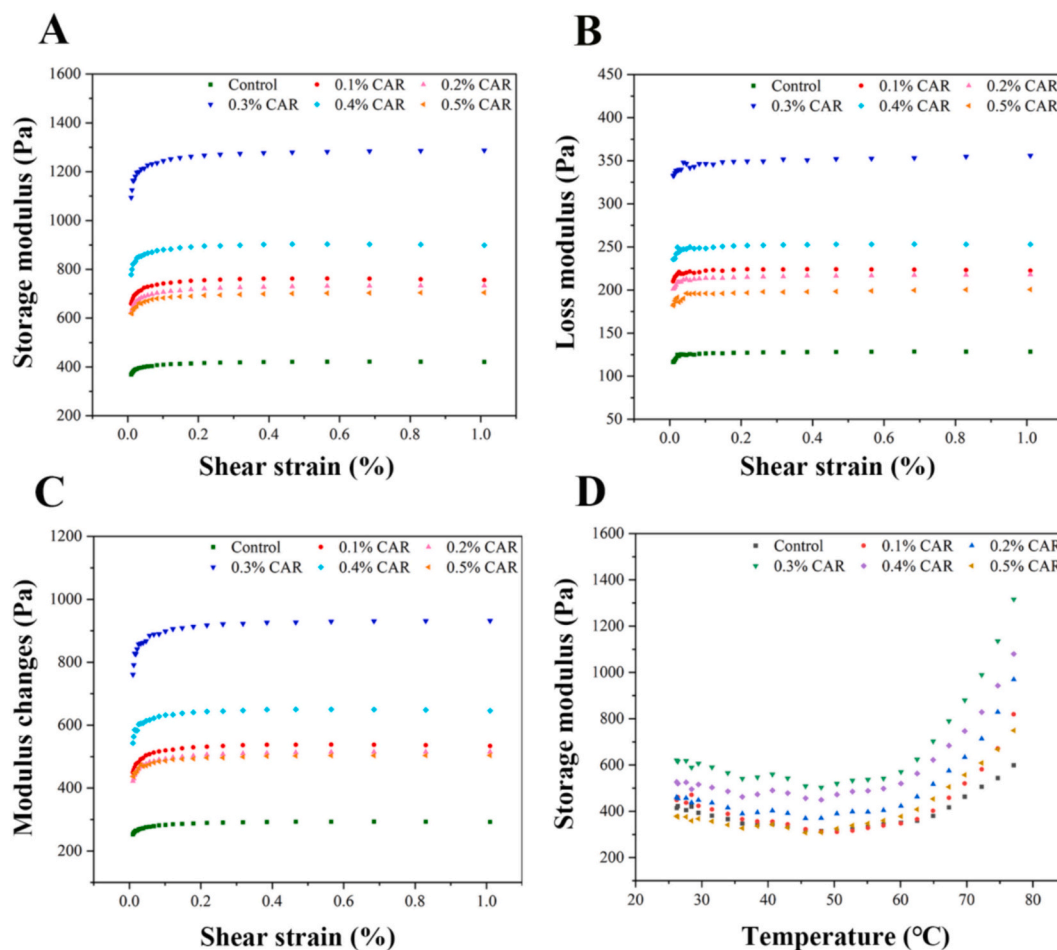 A
Storage modulus (Pa)
1600
1400
1200
1000
800
600
400
200
Control 0.1% CAR 0.2% CAR
0.3% CAR 0.4% CAR 0.5% CAR
0.0 0.2 0.4 0.6 0.8 1.0
Shear strain (%)
B
Loss modulus (Pa)
450
400
350
300
250
200
150
100
50
Control 0.1% CAR 0.2% CAR
0.3% CAR 0.4% CAR 0.5% CAR
0.0 0.2 0.4 0.6 0.8 1.0
Shear strain (%)
C
Modulus changes (Pa)
1200
1000
800
600
400
200
Control 0.1% CAR 0.2% CAR
0.3% CAR 0.4% CAR 0.5% CAR
0.0 0.2 0.4 0.6 0.8 1.0
Shear strain (%)
D
Storage modulus (Pa)
1600
1400
1200
1000
800
600
400
200
Control 0.1% CAR 0.2% CAR
0.3% CAR 0.4% CAR 0.5% CAR
20 30 40 50 60 70 80
Temperature (°C)